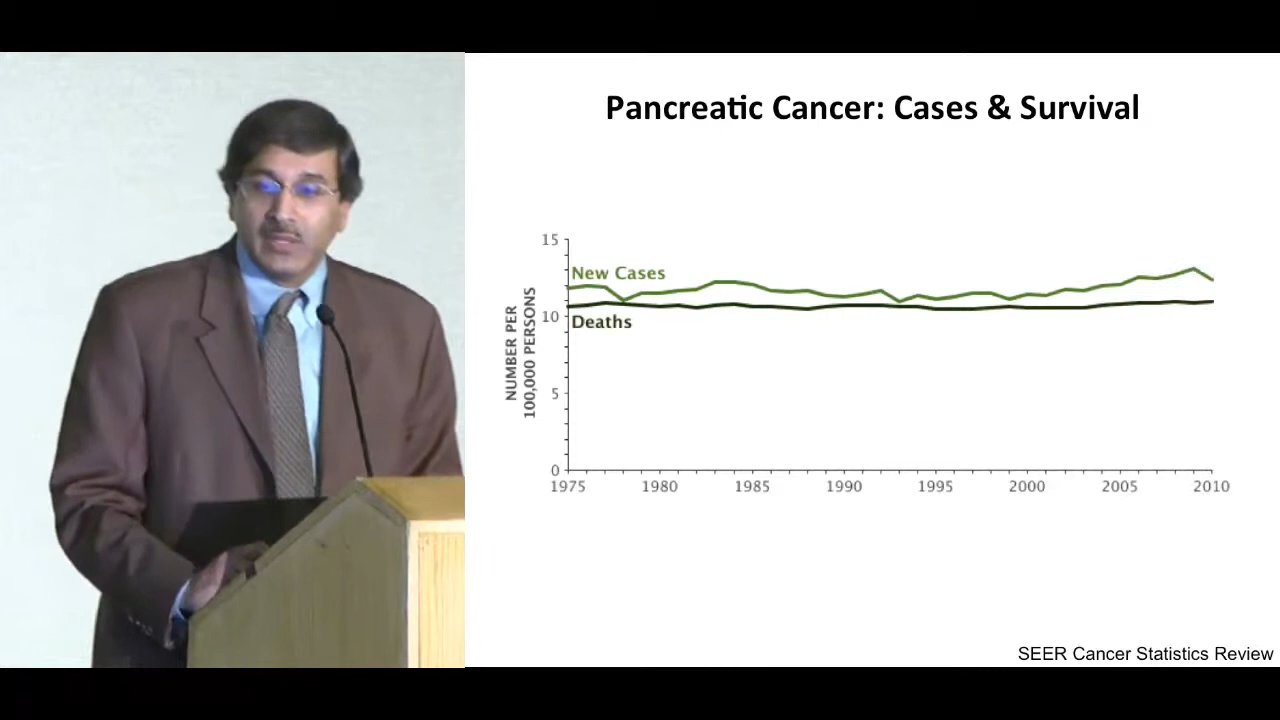 Pancreatic Cancer: Cases & Survival
15
New Cases
10
Deaths
NUMBER PER
100,000 PERSONS
5
0
1975 1980 1985 1990 1995 2000 2005 2010
SEER Cancer Statistics Review